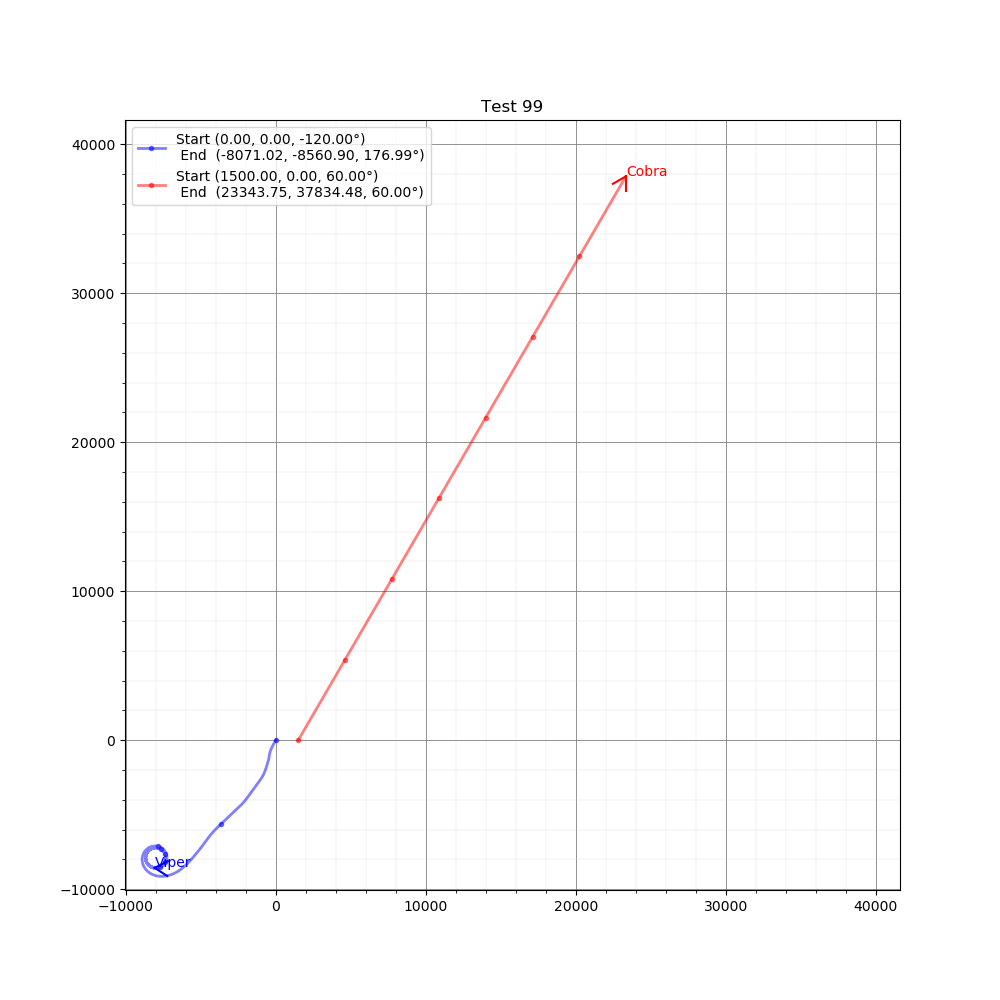 Test 99
Start (0.00, 0.00, -120.00°)
End (-8071.02, -8560.90, 176.99°)
Start (1500.00, 0.00, 60.00°)
End (23343.75, 37834.48, 60.00°)
Cobra
Viper
40000
30000
20000
10000
0
−10000
−10000 0 10000 20000 30000 40000